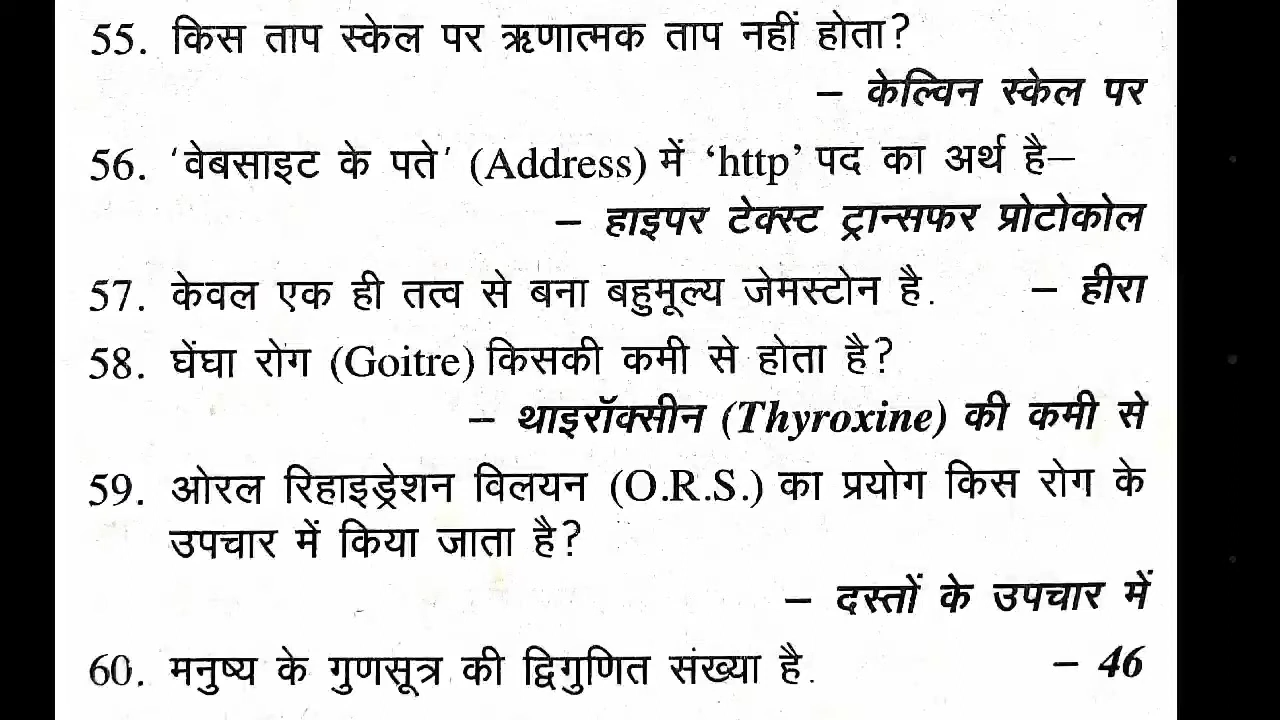 55. किस ताप स्केल पर ऋणात्मक ताप नहीं होता?
– केल्विन स्केल पर
56. 'वेबसाइट के पते' (Address) में ‘http’ पद का अर्थ है–
– हाइपर टेक्स्ट ट्रान्सफर प्रोटोकोल
57. केवल एक ही तत्व से बना बहुमूल्य जेमस्टोन है. – हीरा
58. घेंघा रोग (Goitre) किसकी कमी से होता है?
– थाइरॉक्सीन (Thyroxine) की कमी से
59. ओरल रिहाइड्रेशन विलयन (O.R.S.) का प्रयोग किस रोग के
उपचार में किया जाता है?
– दस्तों के उपचार में
60. मनुष्य के गुणसूत्र की द्विगुणित संख्या है. – 46